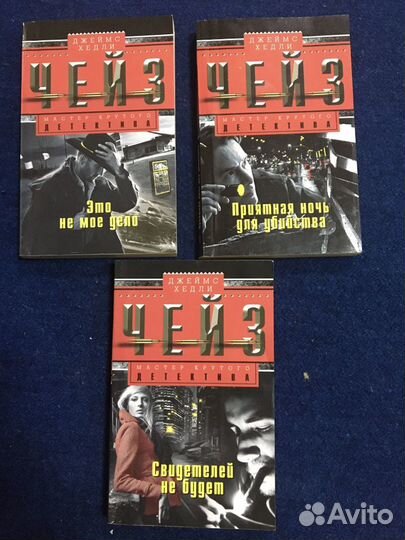 ДЖЕЙМС
ХЕДЛИ
ЧЕЙЗ
МАСТЕР КРУТОГО
ДЕТЕКТИВА
Это
не мое дело
ДЖЕЙМС
ХЕДЛИ
ЧЕЙЗ
МАСТЕР КРУТОГО
ДЕТЕКТИВА
Приятная ночь
для убийства
ДЖЕЙМС
ХЕДЛИ
ЧЕЙЗ
МАСТЕР КРУТОГО
ДЕТЕКТИВА
Свидетелей
не будет
Avito